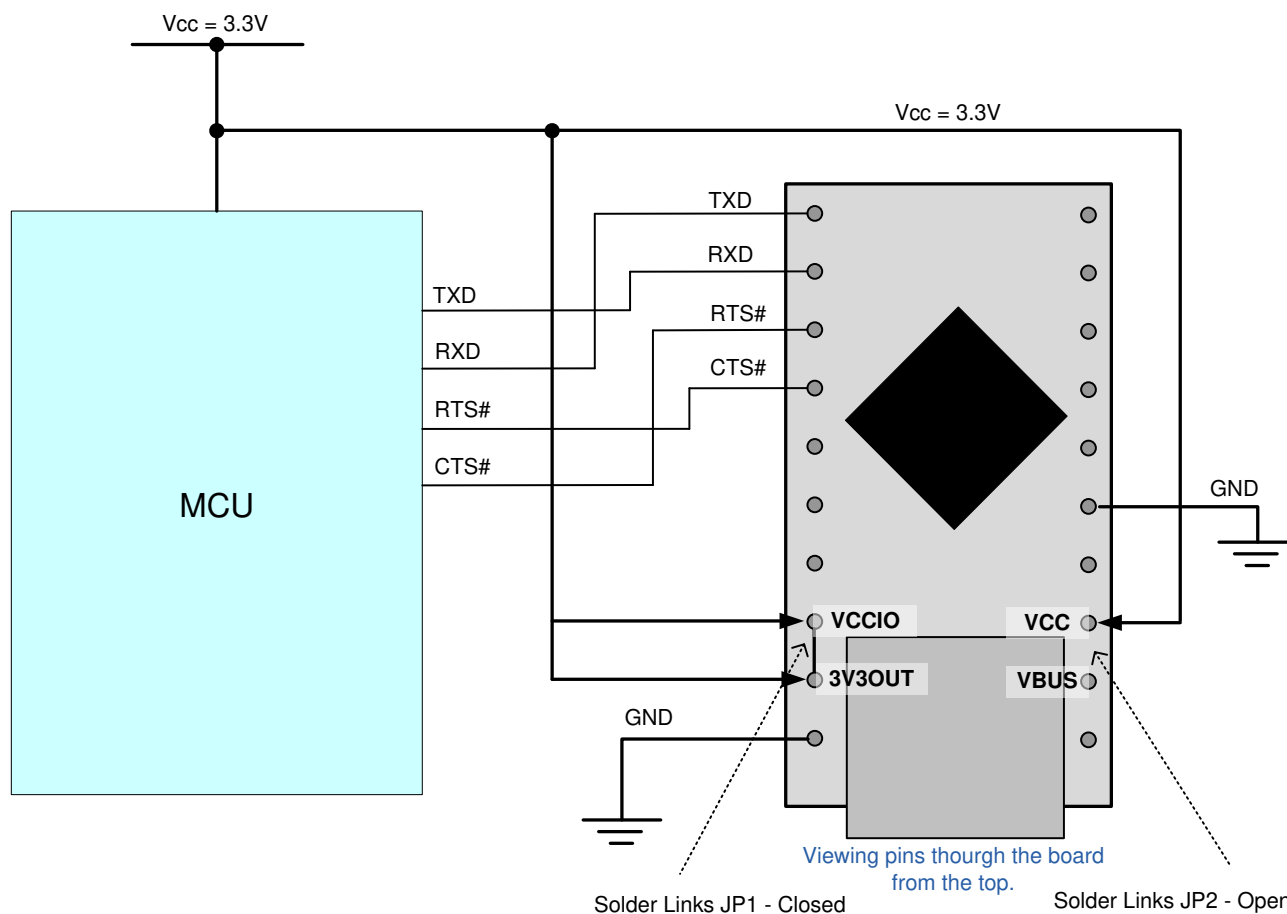 Vcc = 3.3V
Vcc = 3.3V
TXD
RXD
RTS#
CTS#
TXD
RXD
RTS#
CTS#
MCU
GND
VCCIO
VCC
3V3OUT
VBUS
GND
Viewing pins thourgh the board
from the top.
Solder Links JP1 - Closed
Solder Links JP2 - Open